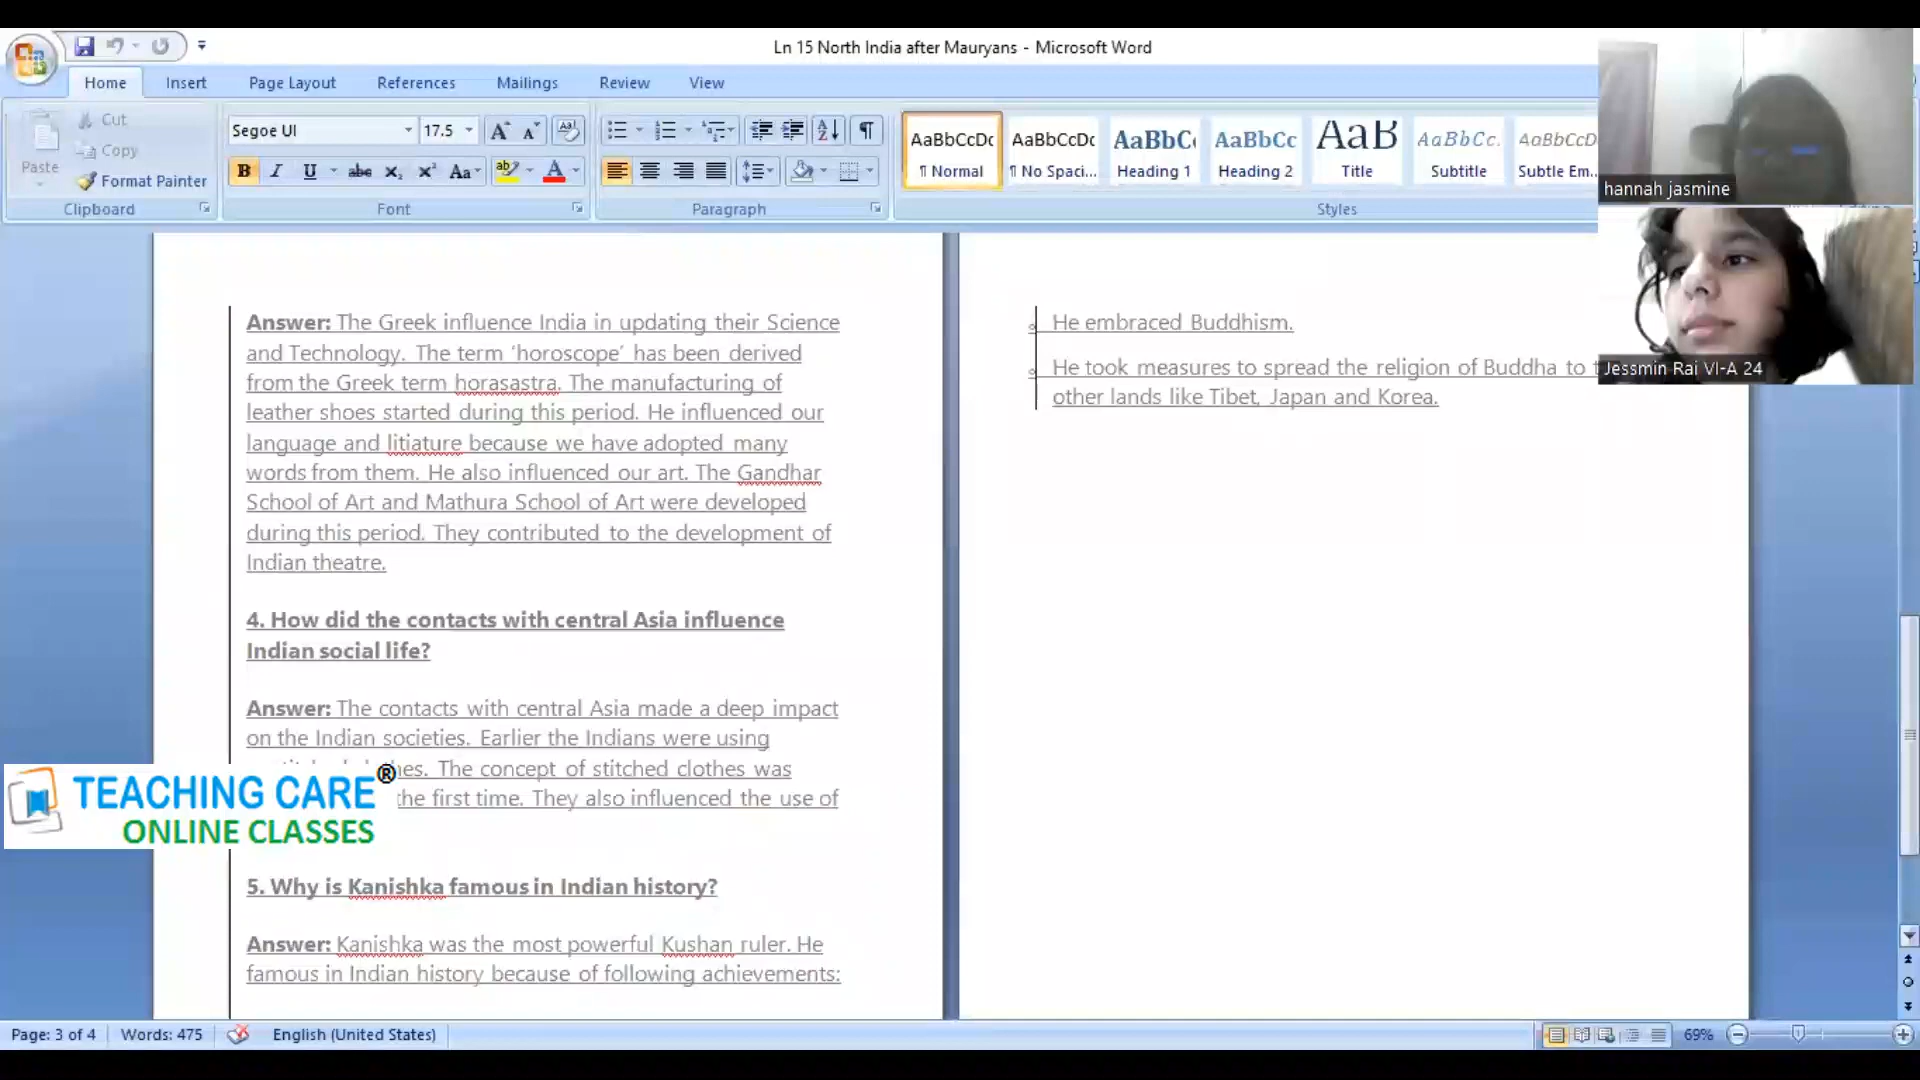 Ln 15 North India after Mauryans - Microsoft Word
Home Insert Page Layout References Mailings Review View
Cut
Copy
Paste
Format Painter
Clipboard
Segoe UI 17.5
Font
Paragraph
AaBbCcDc AaBbCcDc AaBbC AaBbCc AaB AaBbCc. AaBbCcD
¶ Normal ¶ No Spaci... Heading 1 Heading 2 Title Subtitle Subtle Em...
Styles
hannah jasmine
Jessmin Rai VI-A 24
Answer: The Greek influence India in updating their Science
and Technology. The term ‘horoscope’ has been derived
from the Greek term horasastra. The manufacturing of
leather shoes started during this period. He influenced our
language and litiature because we have adopted many
words from them. He also influenced our art. The Gandhar
School of Art and Mathura School of Art were developed
during this period. They contributed to the development of
Indian theatre.
4. How did the contacts with central Asia influence
Indian social life?
Answer: The contacts with central Asia made a deep impact
on the Indian societies. Earlier the Indians were using
The concept of stitched clothes was
the first time. They also influenced the use of
5. Why is Kanishka famous in Indian history?
Answer: Kanishka was the most powerful Kushan ruler. He
famous in Indian history because of following achievements:
He embraced Buddhism.
He took measures to spread the religion of Buddha to
other lands like Tibet, Japan and Korea.
TEACHING CARE®
ONLINE CLASSES
Page: 3 of 4 Words: 475 English (United States) 69%